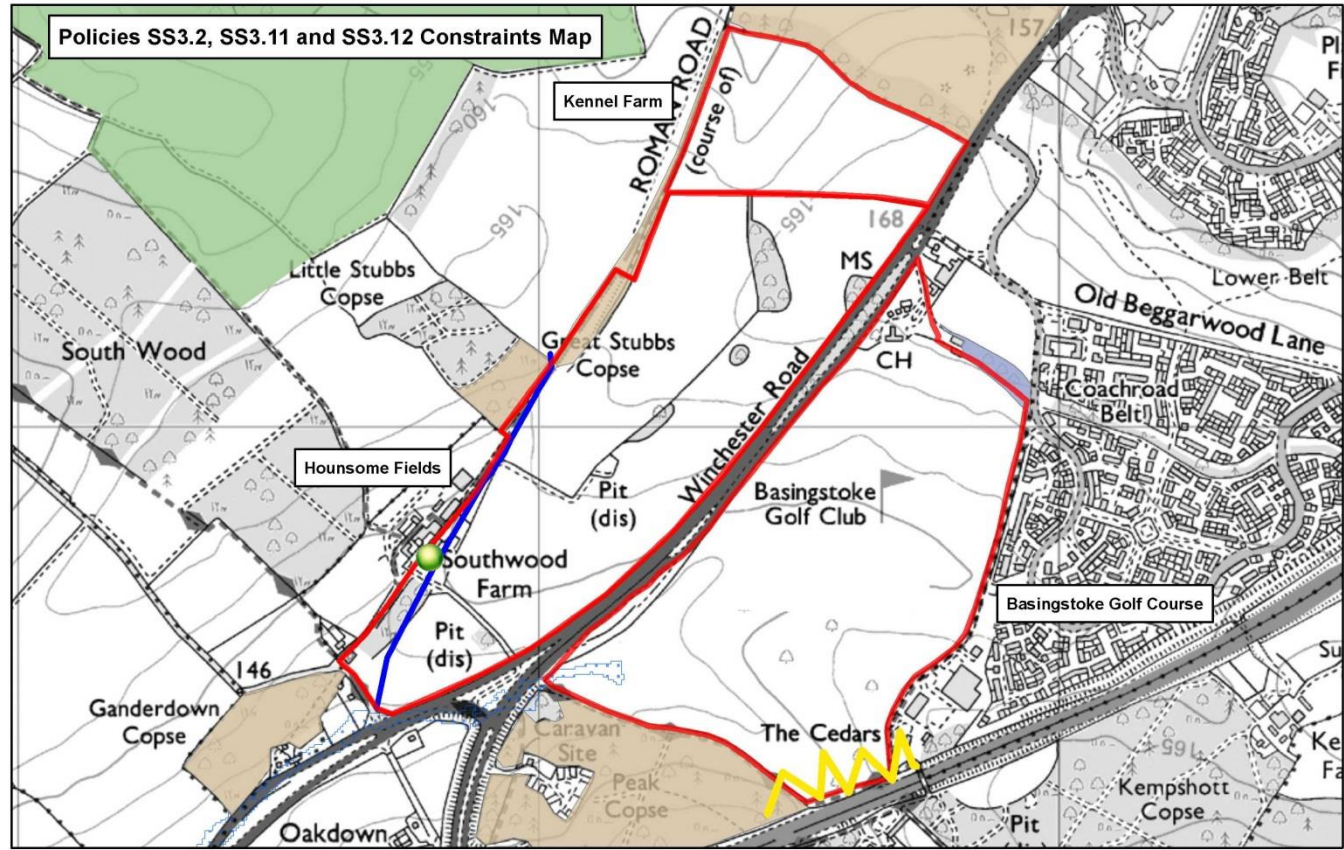 Policies SS3.2, SS3.11 and SS3.12 Constraints Map
157
Kennel Farm
ROMAN ROAD
(course of)
160
165
165
168
MS
Little Stubbs
Copse
Lower Belt
Old Beggarwood Lane
South Wood
Great Stubbs
Copse
CH
Coachroad
Belt
Winchester Road
Hounsome Fields
Pit
(dis)
Basingstoke
Golf Club
Southwood
Farm
Basingstoke Golf Course
Pit
(dis)
146
Ganderdown
Copse
The Cedars
Caravan
Site
Peak
Copse
165
Kempshott
Copse
Oakdown
Pit